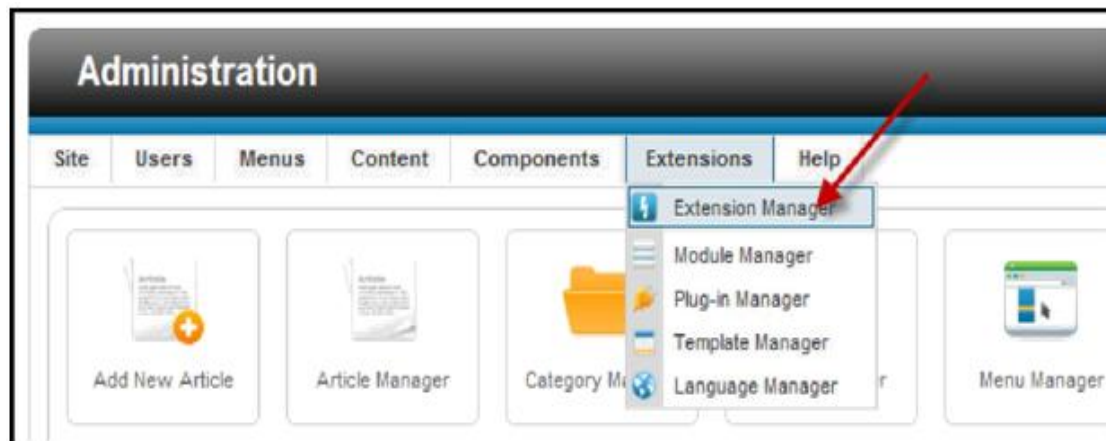 Administration
Site Users Menus Content Components Extensions Help
Extension Manager
Module Manager
Plug-in Manager
Template Manager
Language Manager
Add New Article
Article Manager
Category
Menu Manager